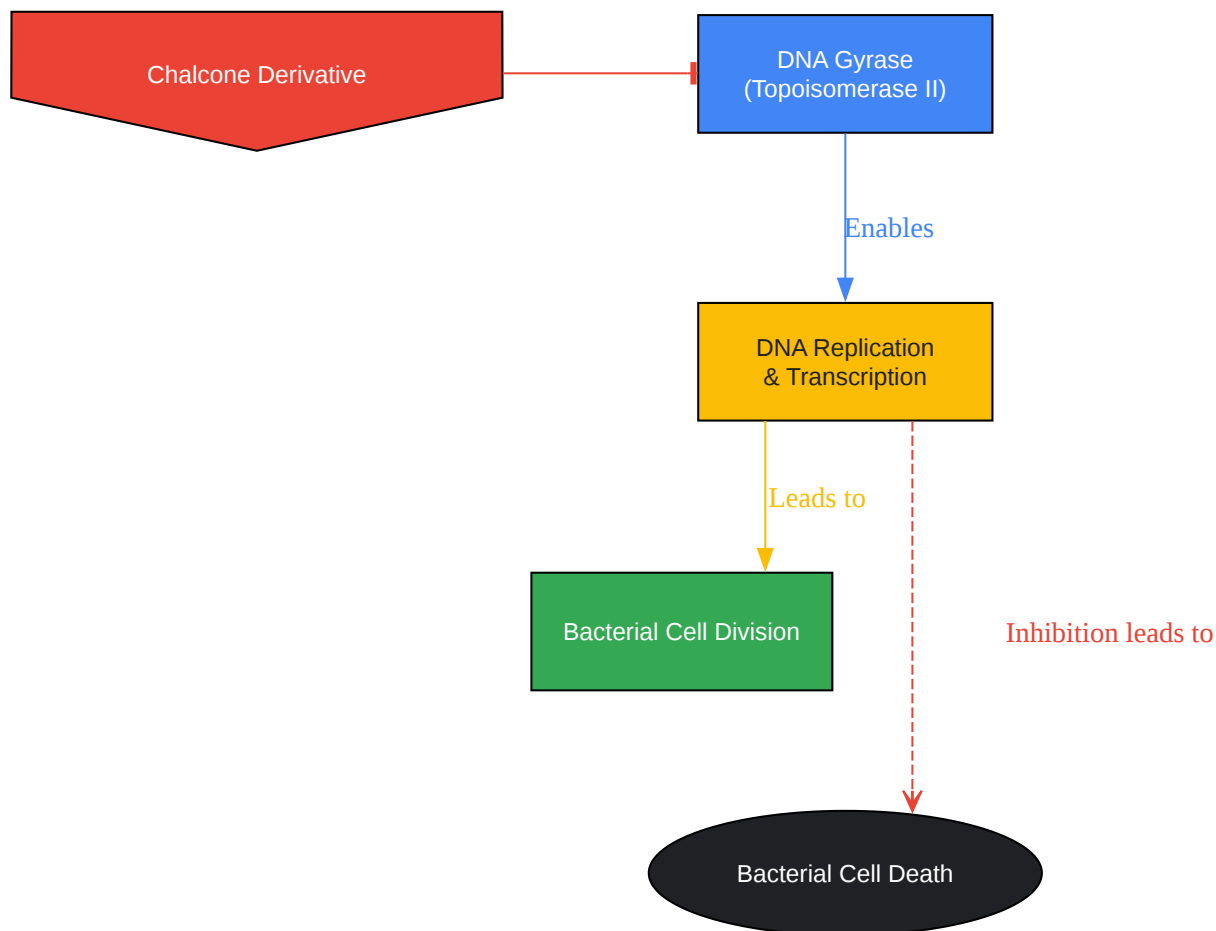 Chalcone Derivative
DNA Gyrase
(Topoisomerase II)
Enables
DNA Replication
& Transcription
Leads to
Bacterial Cell Division
Inhibition leads to
Bacterial Cell Death